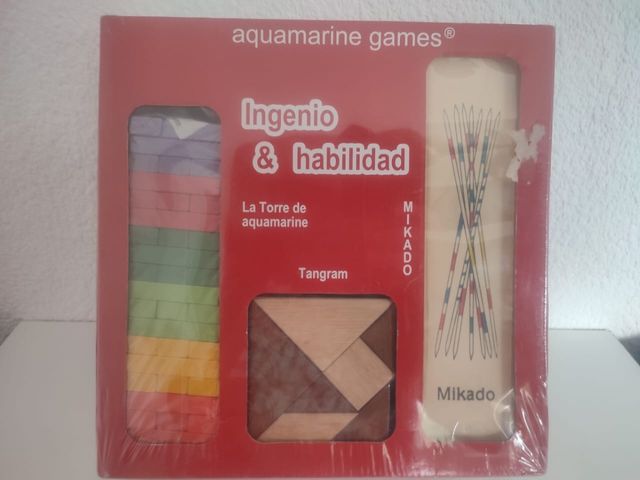 aquamarine games®
Ingenio
& habilidad
La Torre de
aquamarine
MIKADO
Tangram
Mikado